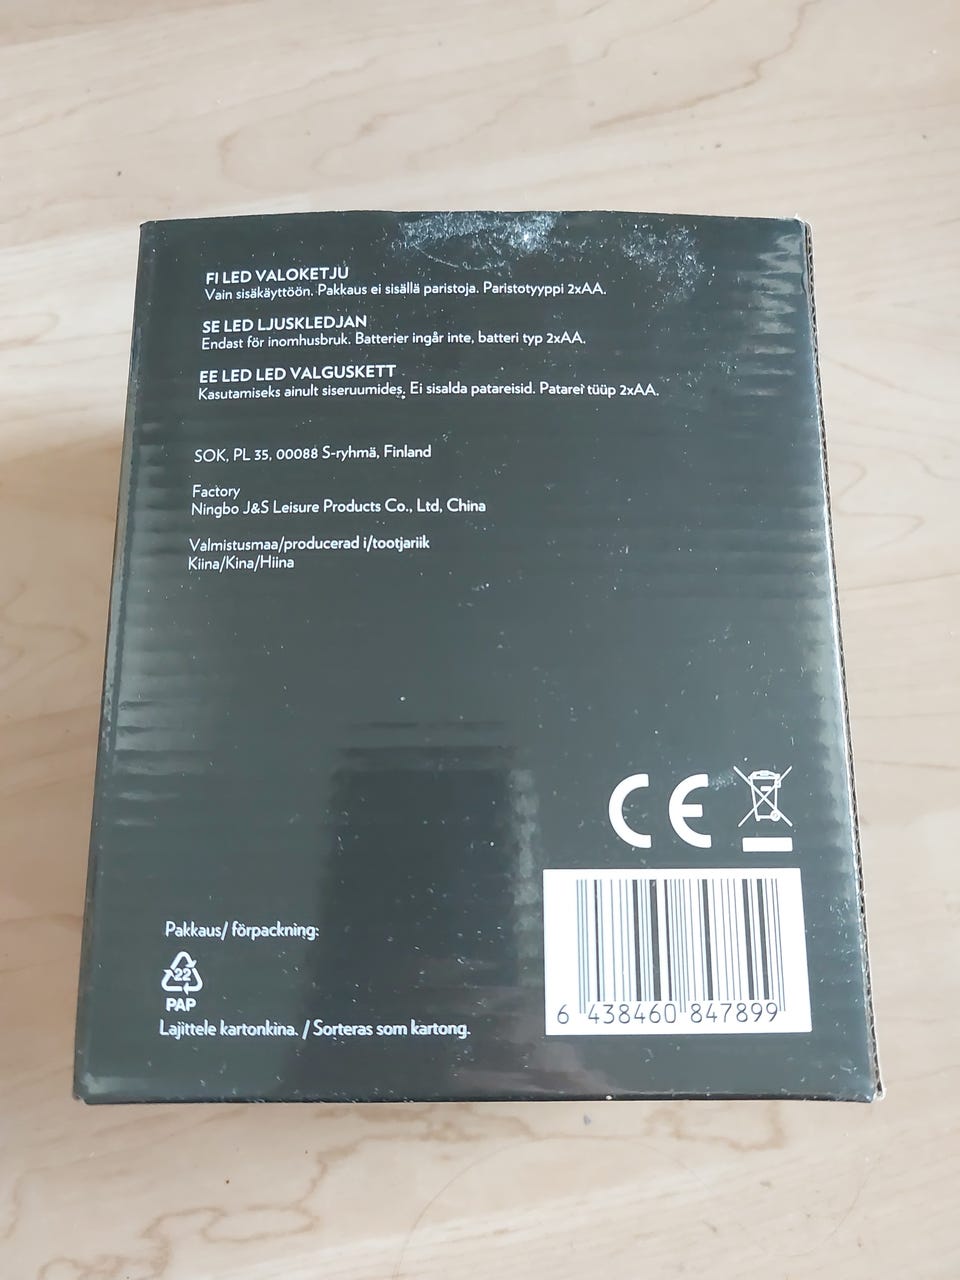 FI LED VALOKETJU
Vain sisäkäyttöön. Pakkaus ei sisällä paristoja. Paristotyyppi 2xAA.
SE LED LJUSKLEDJAN
Endast för inomhusbruk. Batterier ingår inte, batteri typ 2xAA.
EE LED LED VALGUSKETT
Kasutamiseks ainult siseruumides. Ei sisalda patareisid. Patarei tüüp 2xAA.
SOK, PL 35, 00088 S-ryhmä, Finland
Factory
Ningbo J&S Leisure Products Co., Ltd, China
Valmistusmaa/producerad i/tootjariik
Kiina/Kina/Hiina
CE
Pakkaus/ förpackning:
22
PAP
Lajittele kartonkina. / Sorteras som kartong.
6 438460 847899